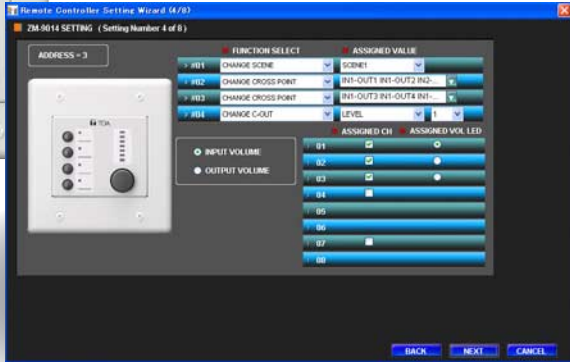 Remote Controller Setting Wizard (4/8)
ZM-9014 SETTING (Setting Number 4 of 8)
ADDRESS = 3
FUNCTION SELECT ASSIGNED VALUE
#01 CHANGE SCENE SCENE1
#02 CHANGE CROSS POINT IN1-OUT1 IN1-OUT2 IN2-...
#03 CHANGE CROSS POINT IN1-OUT3 IN1-OUT4 IN1-...
#04 CHANGE C-OUT LEVEL 1
TOA
ASSIGNED CH ASSIGNED VOL LED
INPUT VOLUME
OUTPUT VOLUME
01
02
03
04
05
06
07
08
BACK NEXT CANCEL